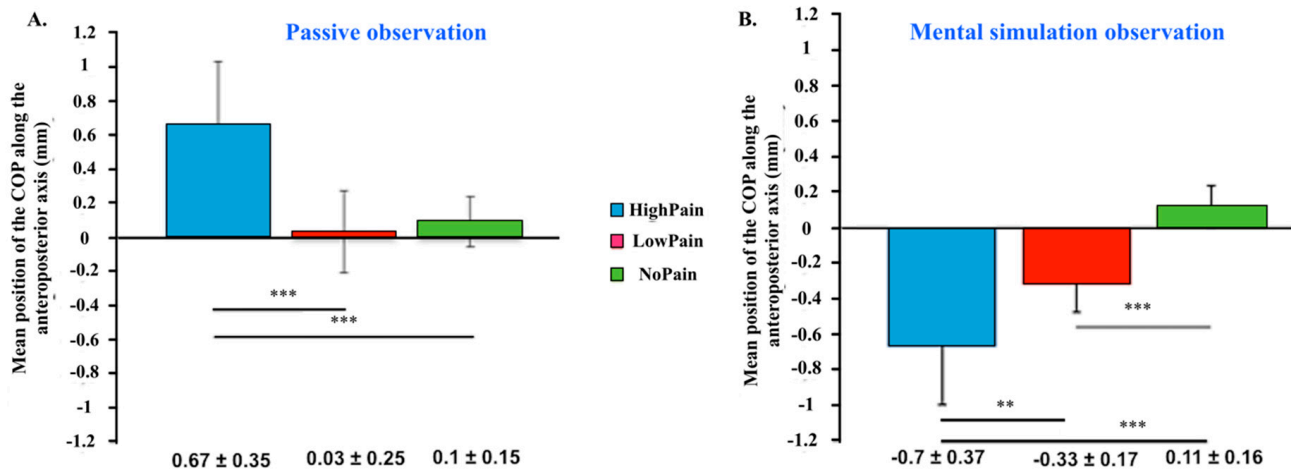 A.
Passive observation
Mean position of the COP along the
anteroposterior axis (mm)
1.2
1
0.8
0.6
0.4
0.2
0
-0.2
-0.4
-0.6
-0.8
-1
-1.2
***
***
0.67 ± 0.35 0.03 ± 0.25 0.1 ± 0.15
HighPain
LowPain
NoPain
B.
Mental simulation observation
Mean position of the COP along the
anteroposterior axis (mm)
1.2
1
0.8
0.6
0.4
0.2
0
-0.2
-0.4
-0.6
-0.8
-1
-1.2
***
**
***
-0.7 ± 0.37 -0.33 ± 0.17 0.11 ± 0.16